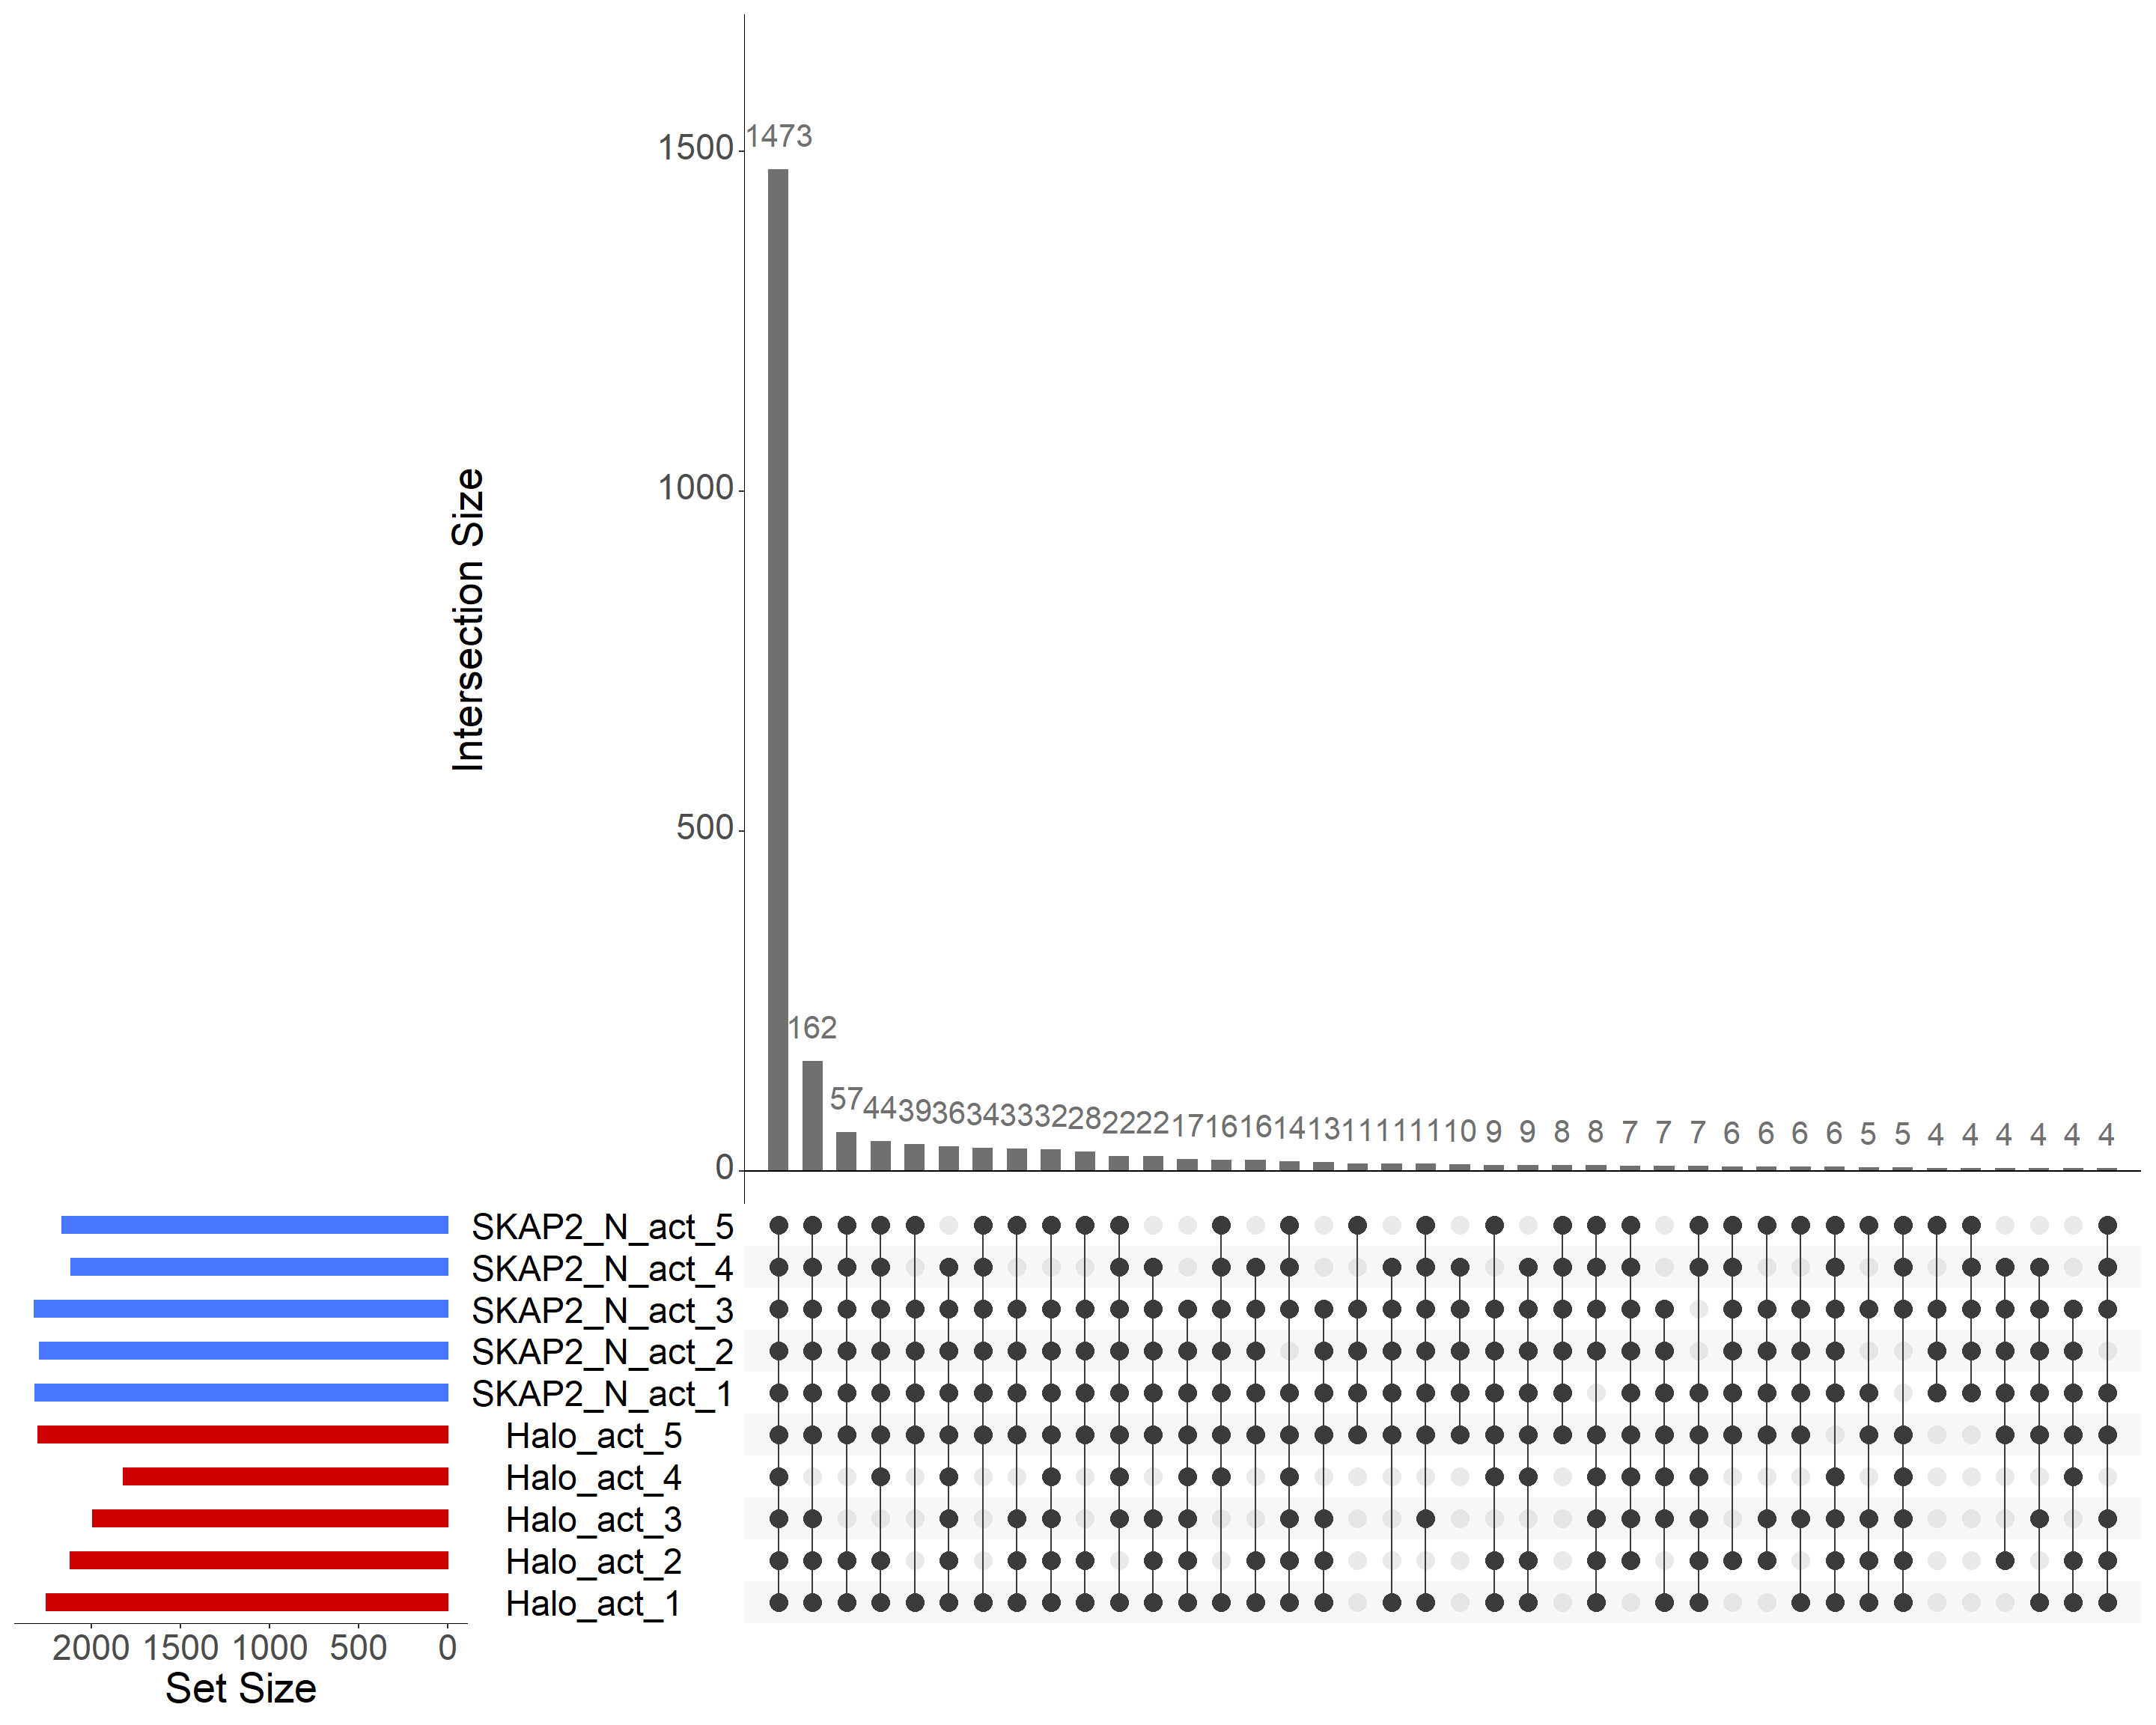 Intersection Size
1500
1000
500
0
1473
162
57 44 39 36 34 33 32 28 22 22 17 16 16 14 13 11 11 11 10 9 9 8 8 7 7 7 6 6 6 6 5 5 4 4 4 4 4 4
SKAP2_N_act_5
SKAP2_N_act_4
SKAP2_N_act_3
SKAP2_N_act_2
SKAP2_N_act_1
Halo_act_5
Halo_act_4
Halo_act_3
Halo_act_2
Halo_act_1
2000 1500 1000 500 0
Set Size